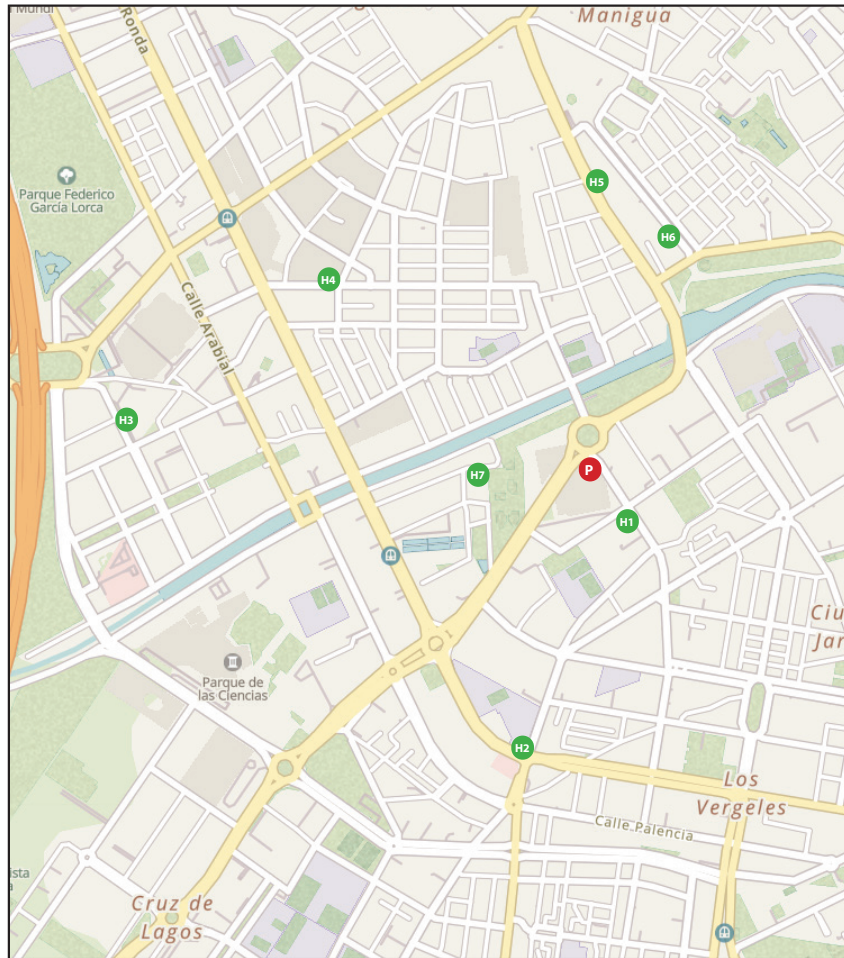 Mundi
Ronda
Manigua
Parque Federico
García Lorca
H5
H6
H4
Calle Arabial
H3
P
H7
H1
Parque de
las Ciencias
H2
Los
Vergeles
Calle Palencia
Cruz de
Lagos